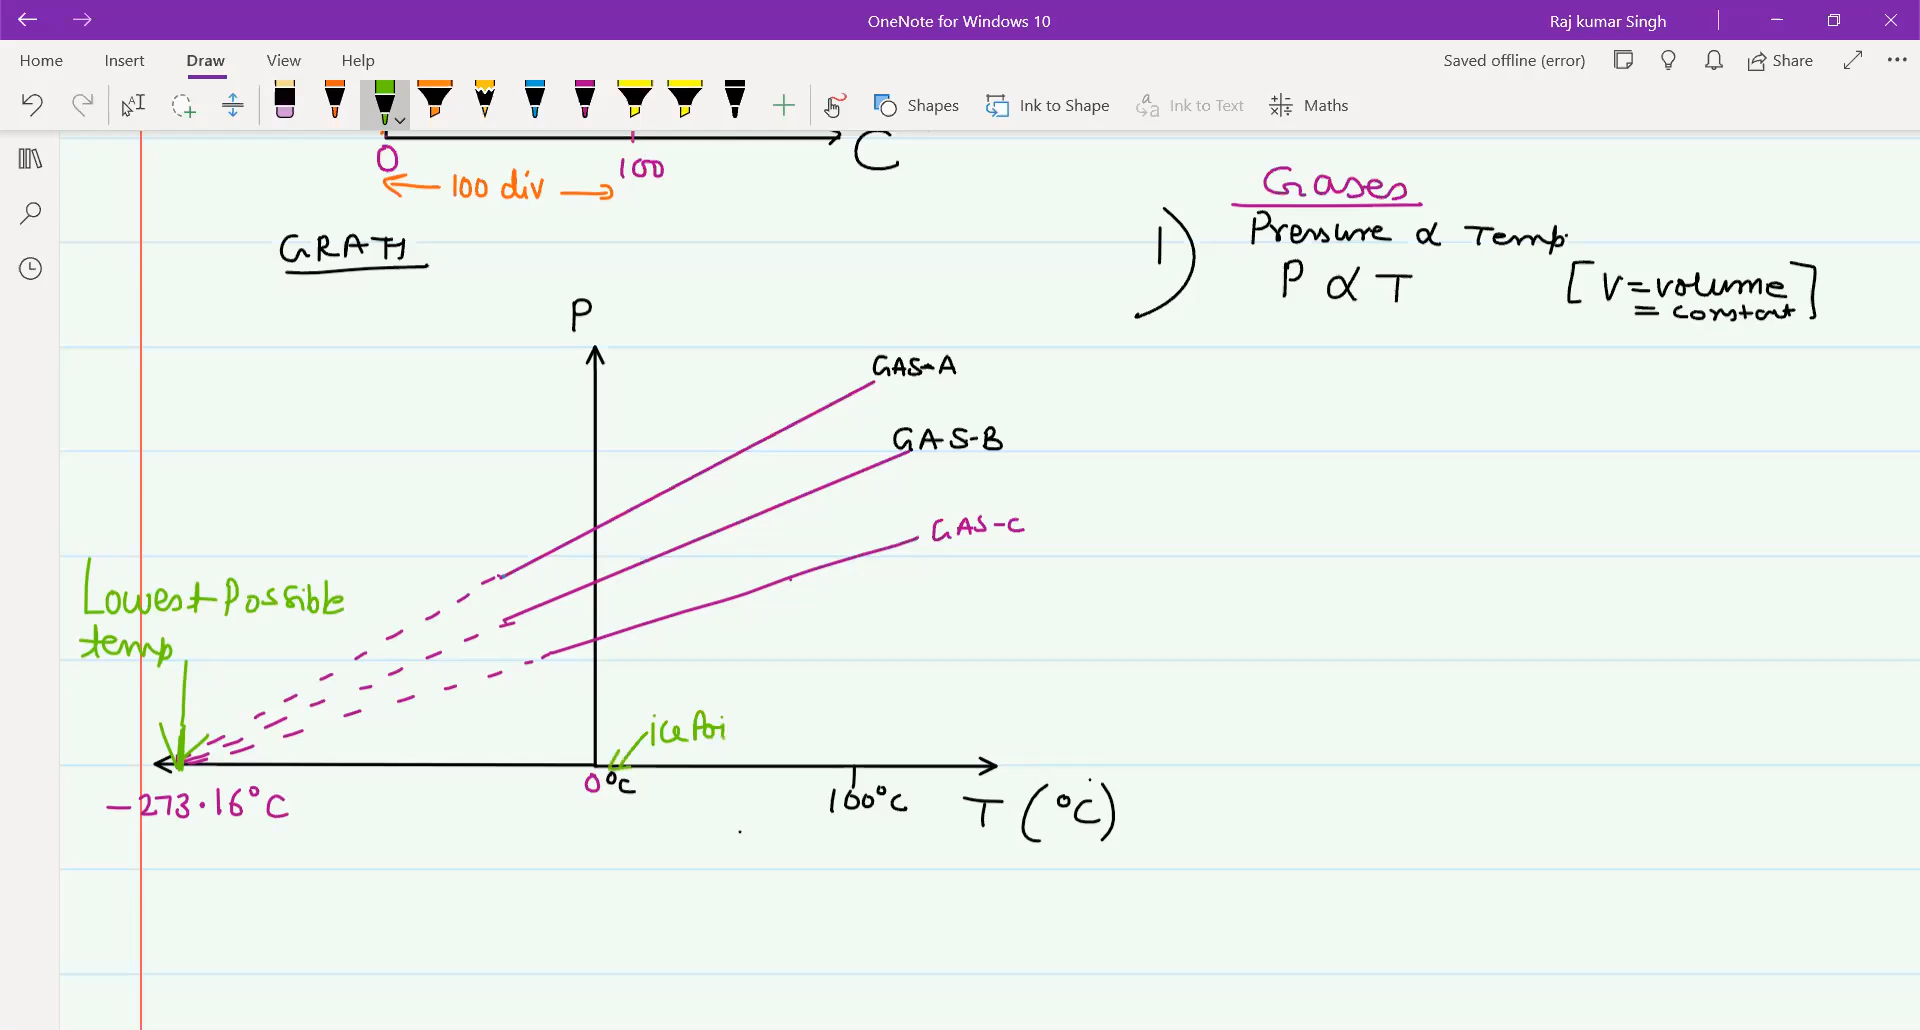 OneNote for Windows 10
Raj kumar Singh
Home Insert Draw View Help
Saved offline (error)
Share
Shapes
Ink to Shape
Ink to Text
Maths
0
100
C
100 div
Gases
1) Pressure ∝ Temp.
P ∝ T
[V = volume
= constant]
GRAPH
P
GAS-A
GAS-B
GAS-C
Lowest Possible
temp
ice Poi
0°C
100°C
T (°C)
-273.16°C